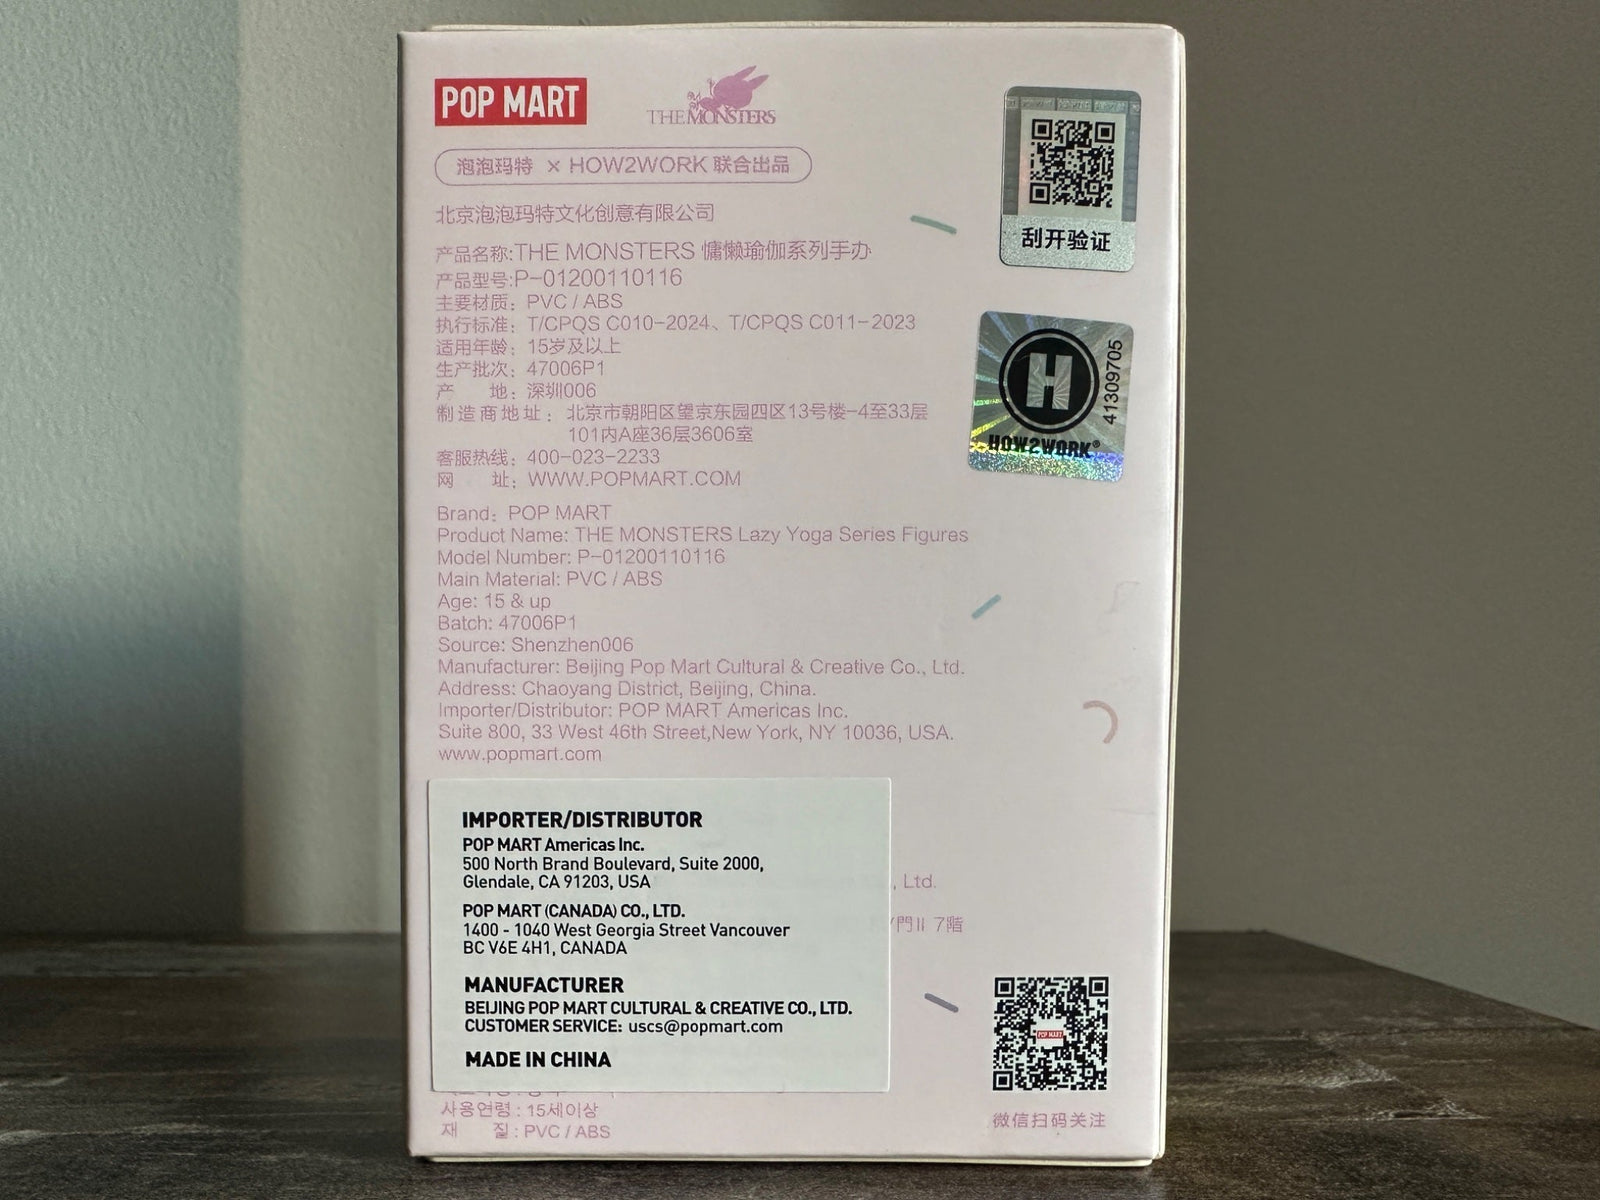 POP MART
THE MONSTERS
泡泡玛特 × HOW2WORK 联合出品
北京泡泡玛特文化创意有限公司
产品名称:THE MONSTERS 慵懒瑜伽系列手办
产品型号:P-01200110116
主要材质：PVC / ABS
执行标准：T/CPQS C010-2024、T/CPQS C011-2023
适用年龄：15岁及以上
生产批次：47006P1
产 地：深圳006
制造商地址：北京市朝阳区望京东园四区13号楼-4至33层
101内A座36层3606室
客服热线：400-023-2233
网 址：WWW.POPMART.COM
Brand：POP MART
Product Name: THE MONSTERS Lazy Yoga Series Figures
Model Number: P-01200110116
Main Material: PVC / ABS
Age: 15 & up
Batch: 47006P1
Source: Shenzhen006
Manufacturer: Beijing Pop Mart Cultural & Creative Co., Ltd.
Address: Chaoyang District, Beijing, China.
Importer/Distributor: POP MART Americas Inc.
Suite 800, 33 West 46th Street,New York, NY 10036, USA.
www.popmart.com
IMPORTER/DISTRIBUTOR
POP MART Americas Inc.
500 North Brand Boulevard, Suite 2000,
Glendale, CA 91203, USA
POP MART (CANADA) CO., LTD.
1400 - 1040 West Georgia Street Vancouver
BC V6E 4H1, CANADA
MANUFACTURER
BEIJING POP MART CULTURAL & CREATIVE CO., LTD.
CUSTOMER SERVICE: uscs@popmart.com
MADE IN CHINA
, Ltd.
門II 7階
사용연령 : 15세이상
재 질 : PVC / ABS
刮开验证
H
HOW2WORK®
41309705
POP MART
微信扫码关注